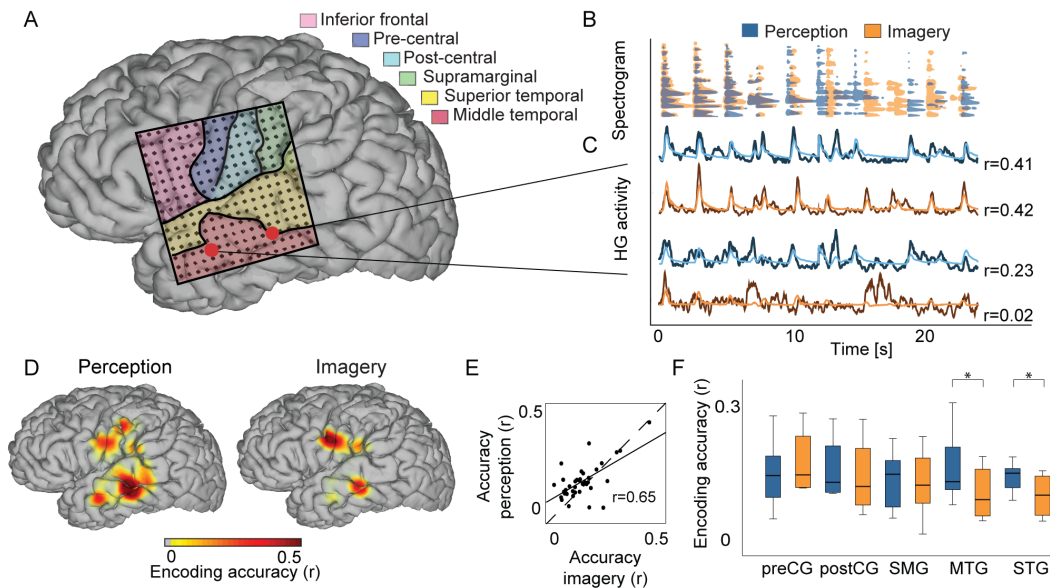 A
Inferior frontal
Pre-central
Post-central
Supramarginal
Superior temporal
Middle temporal
B
Perception
Imagery
Spectrogram
C
HG activity
r=0.41
r=0.42
r=0.23
r=0.02
0
10
20
Time [s]
D
Perception
Imagery
0
0.5
Encoding accuracy (r)
E
0.5
0
Accuracy
perception (r)
r=0.65
0
0.5
Accuracy
imagery (r)
F
*
*
0.3
0
Encoding accuracy (r)
preCG
postCG
SMG
MTG
STG